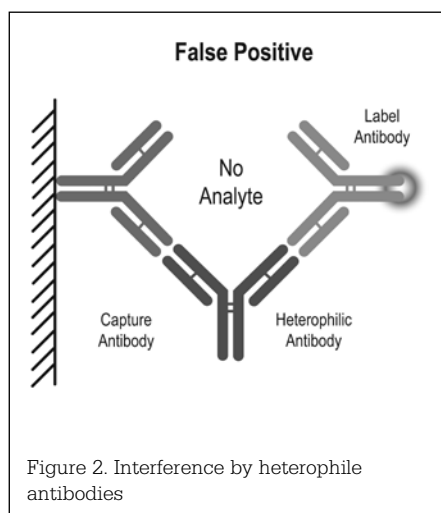 False Positive
Label
Antibody
No
Analyte
Capture
Antibody
Heterophilic
Antibody
Figure 2. Interference by heterophile
antibodies